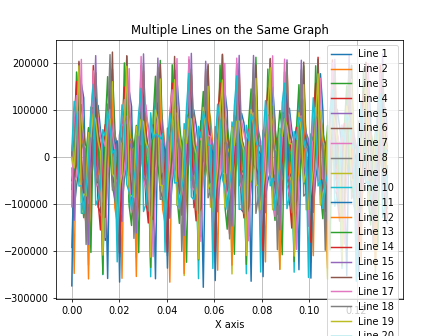 Multiple Lines on the Same Graph
200000
100000
0
−100000
−200000
−300000
0.00
0.02
0.04
0.06
0.08
0.10
X axis
Line 1
Line 2
Line 3
Line 4
Line 5
Line 6
Line 7
Line 8
Line 9
Line 10
Line 11
Line 12
Line 13
Line 14
Line 15
Line 16
Line 17
Line 18
Line 19
Line 20